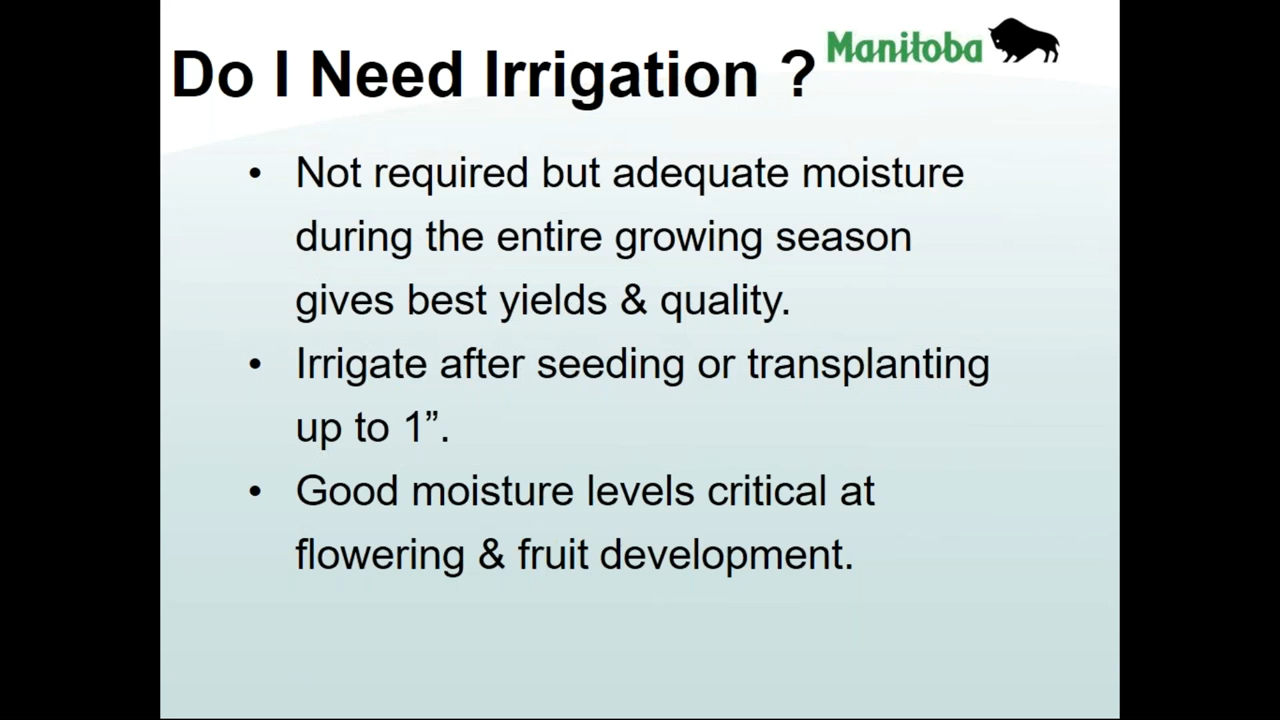 Do I Need Irrigation ?
Manitoba
• Not required but adequate moisture
during the entire growing season
gives best yields & quality.
• Irrigate after seeding or transplanting
up to 1”.
• Good moisture levels critical at
flowering & fruit development.